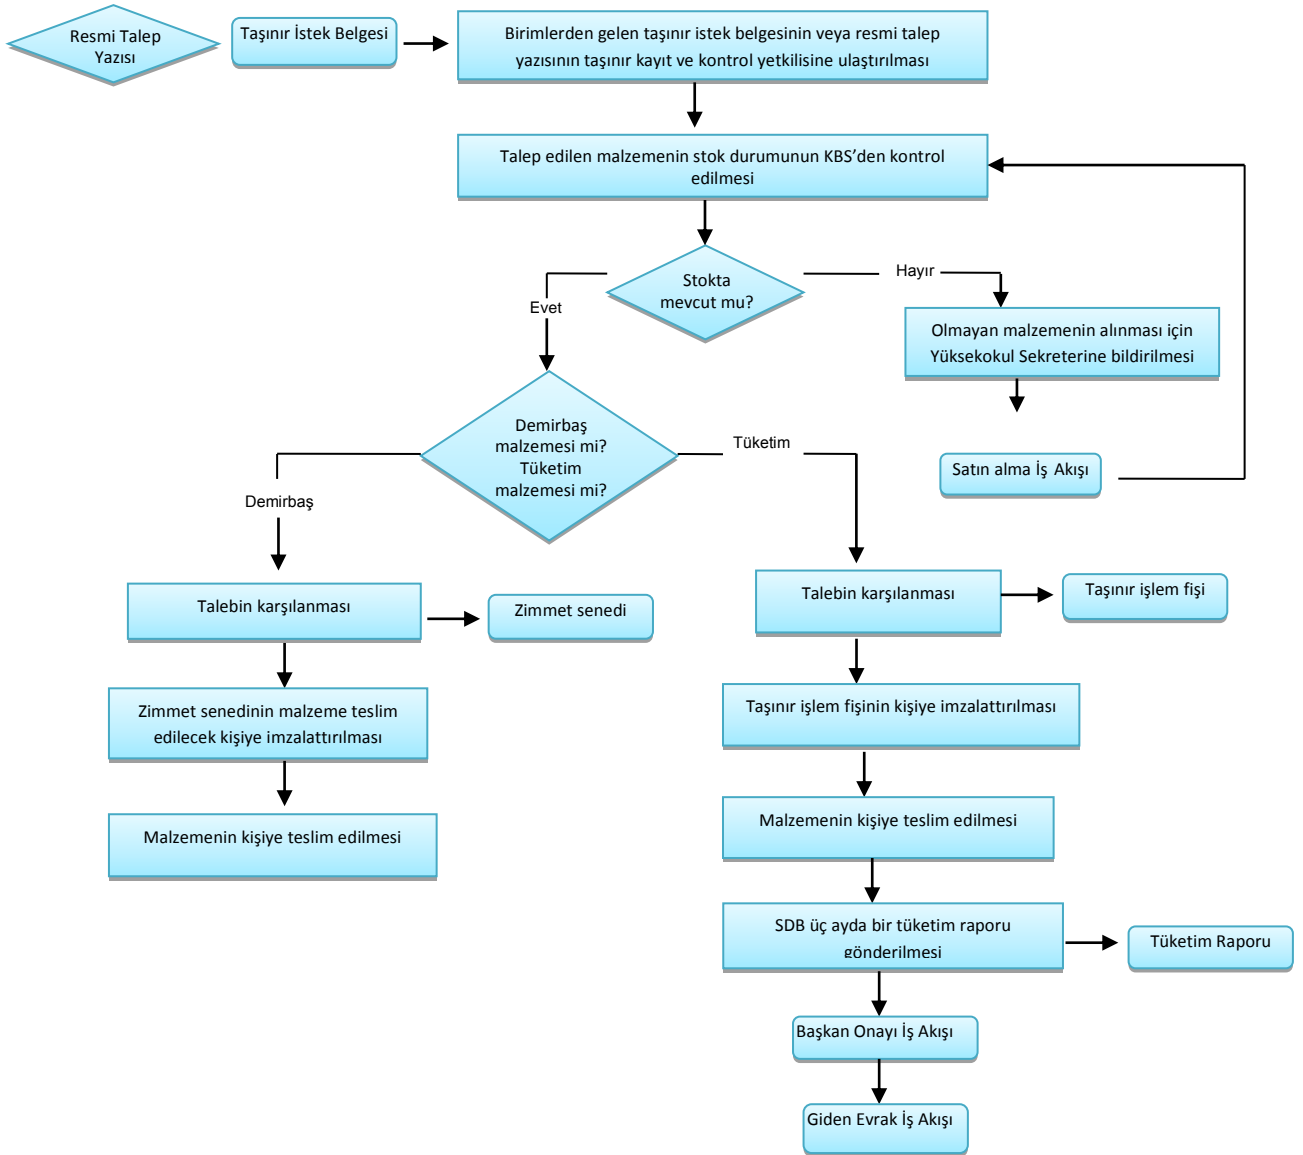 Resmi Talep
Yazısı
Taşınır İstek Belgesi
Birimlerden gelen taşınır istek belgesinin veya resmi talep
yazısının taşınır kayıt ve kontrol yetkilisine ulaştırılması
Talep edilen malzemenin stok durumunun KBS’den kontrol
edilmesi
Stokta
mevcut mu?
Hayır
Evet
Olmayan malzemenin alınması için
Yüksekokul Sekreterine bildirilmesi
Satın alma İş Akışı
Demirbaş
malzemesi mi?
Tüketim
malzemesi mi?
Tüketim
Demirbaş
Talebin karşılanması
Zimmet senedi
Zimmet senedinin malzeme teslim
edilecek kişiye imzalattırılması
Malzemenin kişiye teslim edilmesi
Talebin karşılanması
Taşınır işlem fişi
Taşınır işlem fişinin kişiye imzalattırılması
Malzemenin kişiye teslim edilmesi
SDB üç ayda bir tüketim raporu
gönderilmesi
Tüketim Raporu
Başkan Onayı İş Akışı
Giden Evrak İş Akışı